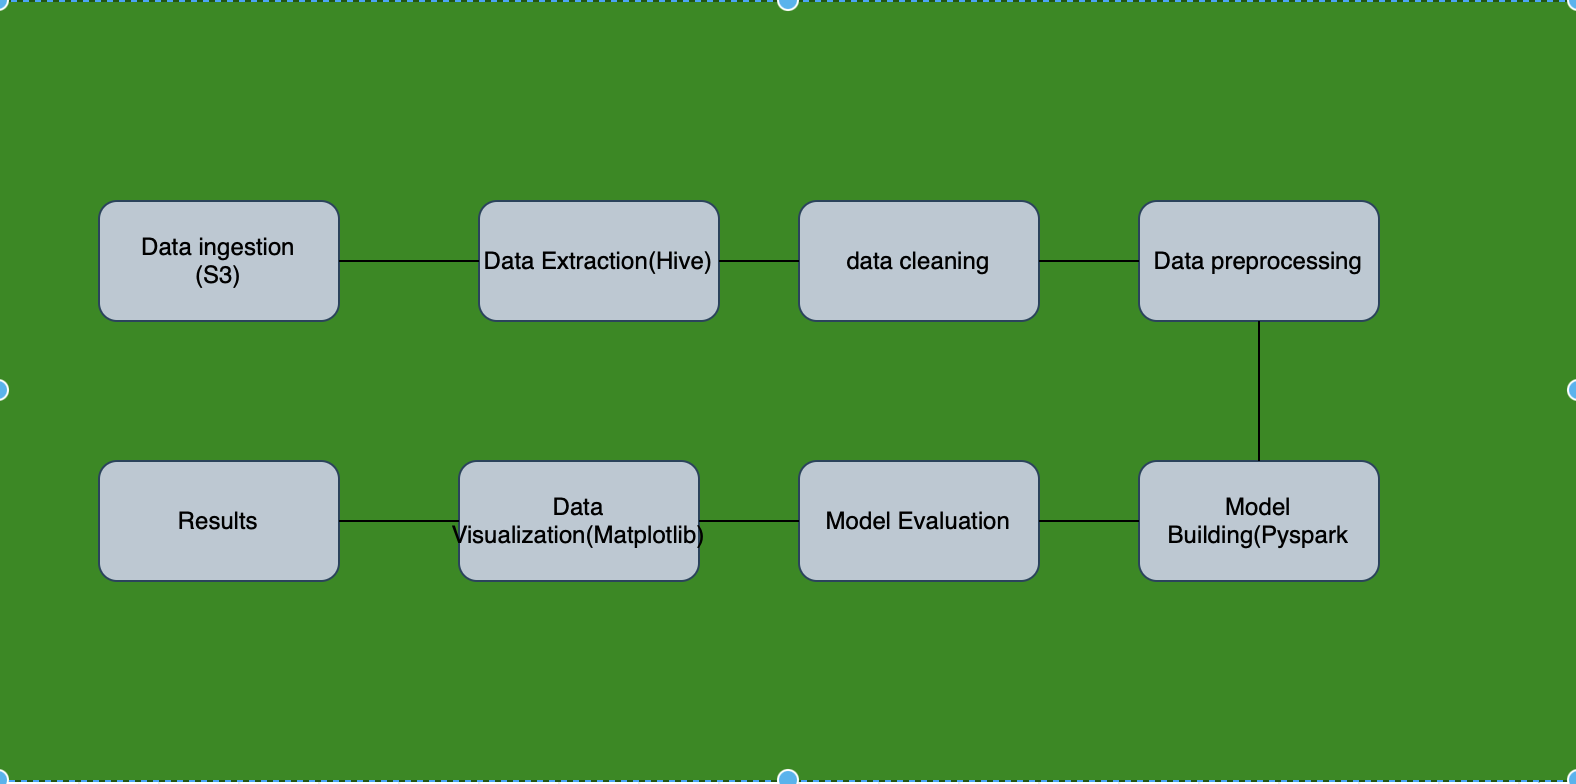 Data ingestion
(S3)
Data Extraction(Hive)
data cleaning
Data preprocessing
Results
Data
Visualization(Matplotlib)
Model Evaluation
Model
Building(Pyspark